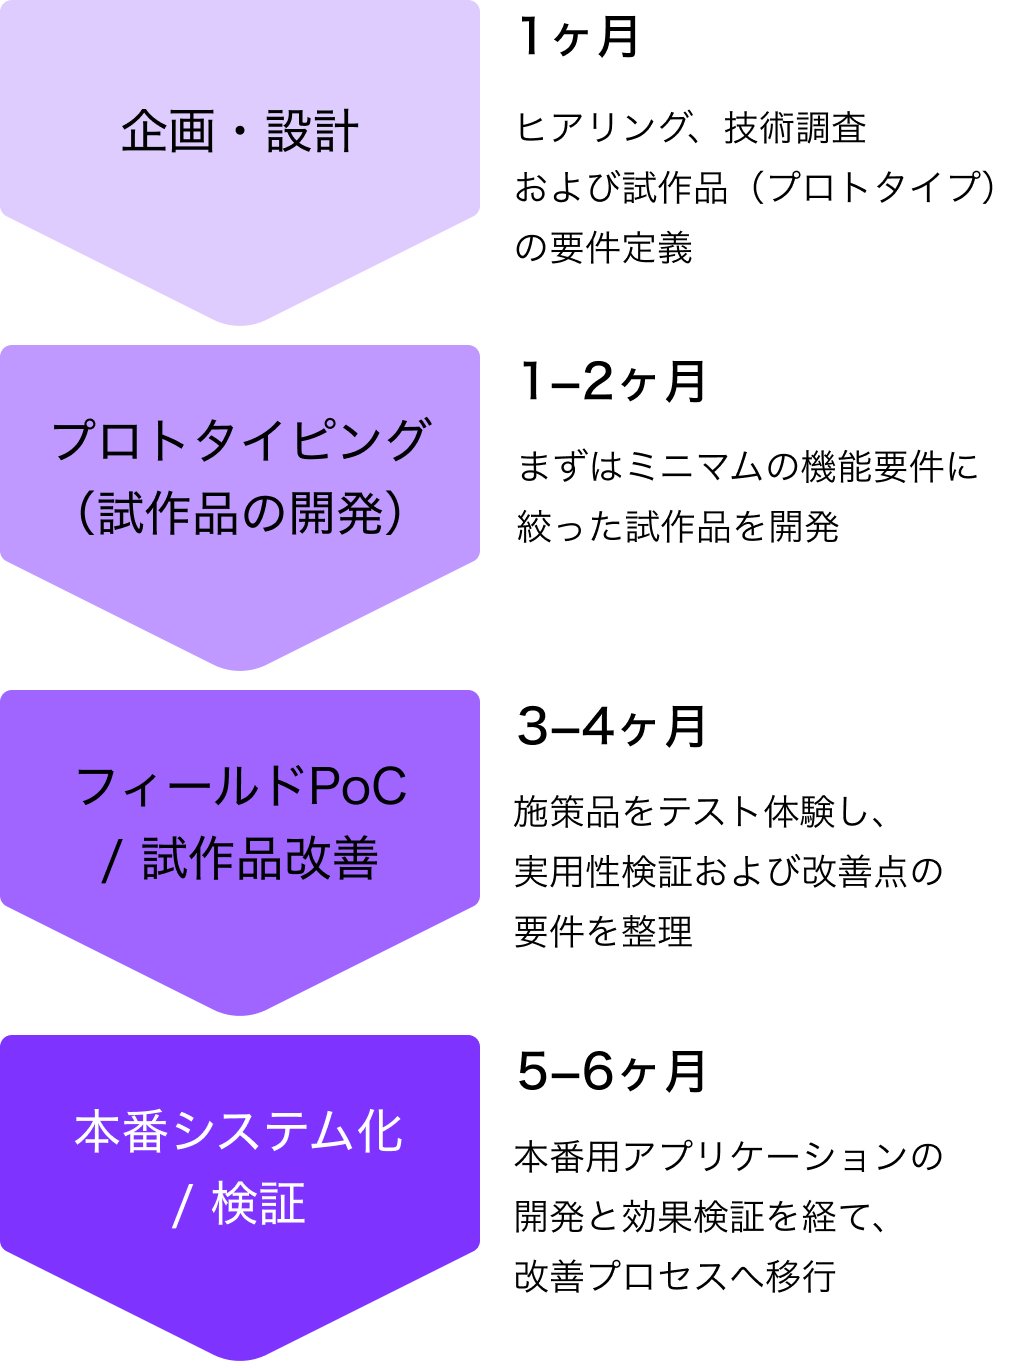 企画・設計
1ヶ月
ヒアリング、技術調査
および試作品（プロトタイプ）
の要件定義
プロトタイピング
（試作品の開発）
1–2ヶ月
まずはミニマムの機能要件に
絞った試作品を開発
フィールドPoC
/ 試作品改善
3–4ヶ月
施策品をテスト体験し、
実用性検証および改善点の
要件を整理
本番システム化
/ 検証
5–6ヶ月
本番用アプリケーションの
開発と効果検証を経て、
改善プロセスへ移行